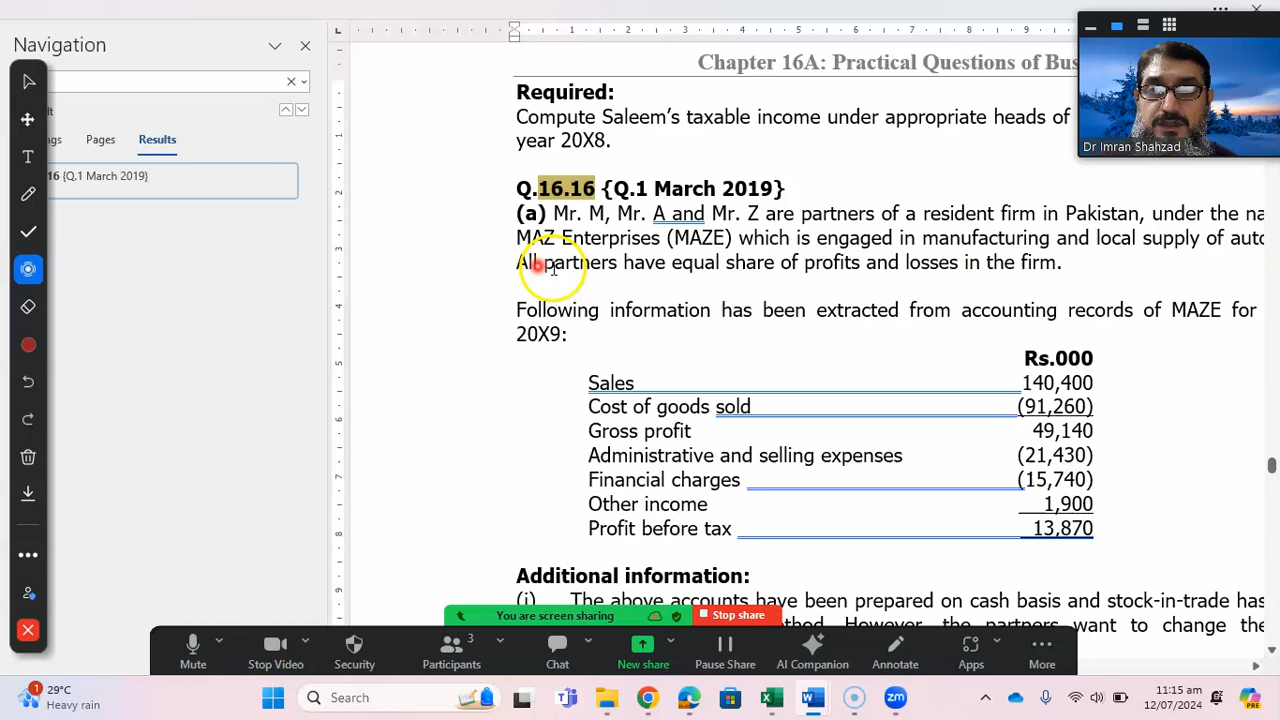 Navigation
lt
ngs Pages Results
16 {Q.1 March 2019}
Chapter 16A: Practical Questions of Bus
Dr Imran Shahzad
Required:
Compute Saleem's taxable income under appropriate heads of
year 20X8.
Q.16.16 {Q.1 March 2019}
(a) Mr. M, Mr. A and Mr. Z are partners of a resident firm in Pakistan, under the na
MAZ Enterprises (MAZE) which is engaged in manufacturing and local supply of auto
All partners have equal share of profits and losses in the firm.
Following information has been extracted from accounting records of MAZE for
20X9:
Rs.000
Sales 140,400
Cost of goods sold (91,260)
Gross profit 49,140
Administrative and selling expenses (21,430)
Financial charges (15,740)
Other income 1,900
Profit before tax 13,870
Additional information:
(i) The above accounts have been prepared on cash basis and stock-in-trade has
thod. However, the partners want to change the
You are screen sharing Stop share
3
Mute Stop Video Security Participants Chat New share Pause Share AI Companion Annotate Apps More
1 29°C
Heavy rain
Search
11:15 am
12/07/2024
PRE